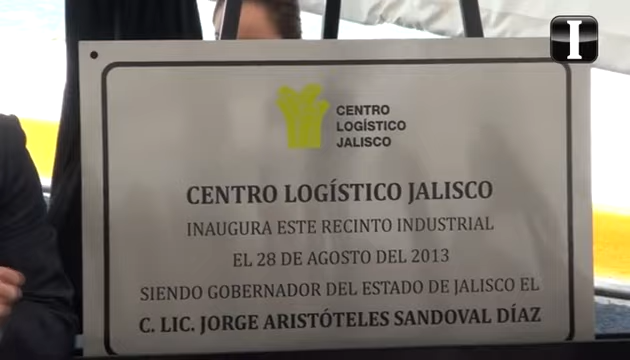 I
CENTRO
LOGÍSTICO
JALISCO
CENTRO LOGÍSTICO JALISCO
INAUGURA ESTE RECINTO INDUSTRIAL
EL 28 DE AGOSTO DEL 2013
SIENDO GOBERNADOR DEL ESTADO DE JALISCO EL
C. LIC. JORGE ARISTÓTELES SANDOVAL DÍAZ